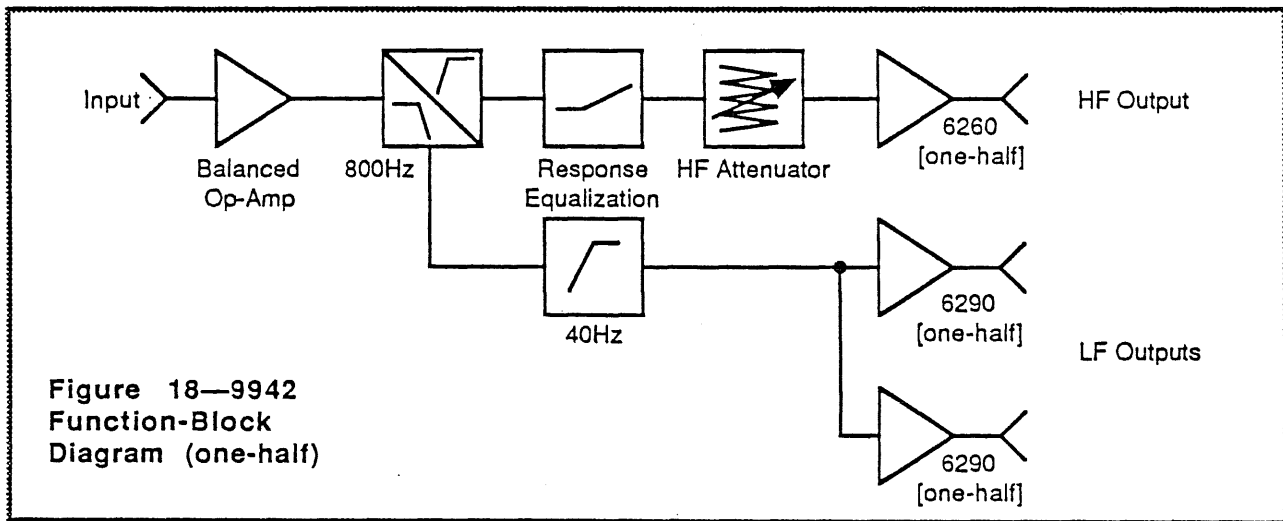 Input
Balanced
Op-Amp
800Hz
Response
Equalization
HF Attenuator
6260
[one-half]
HF Output
40Hz
6290
[one-half]
LF Outputs
6290
[one-half]
Figure 18—9942
Function-Block
Diagram (one-half)